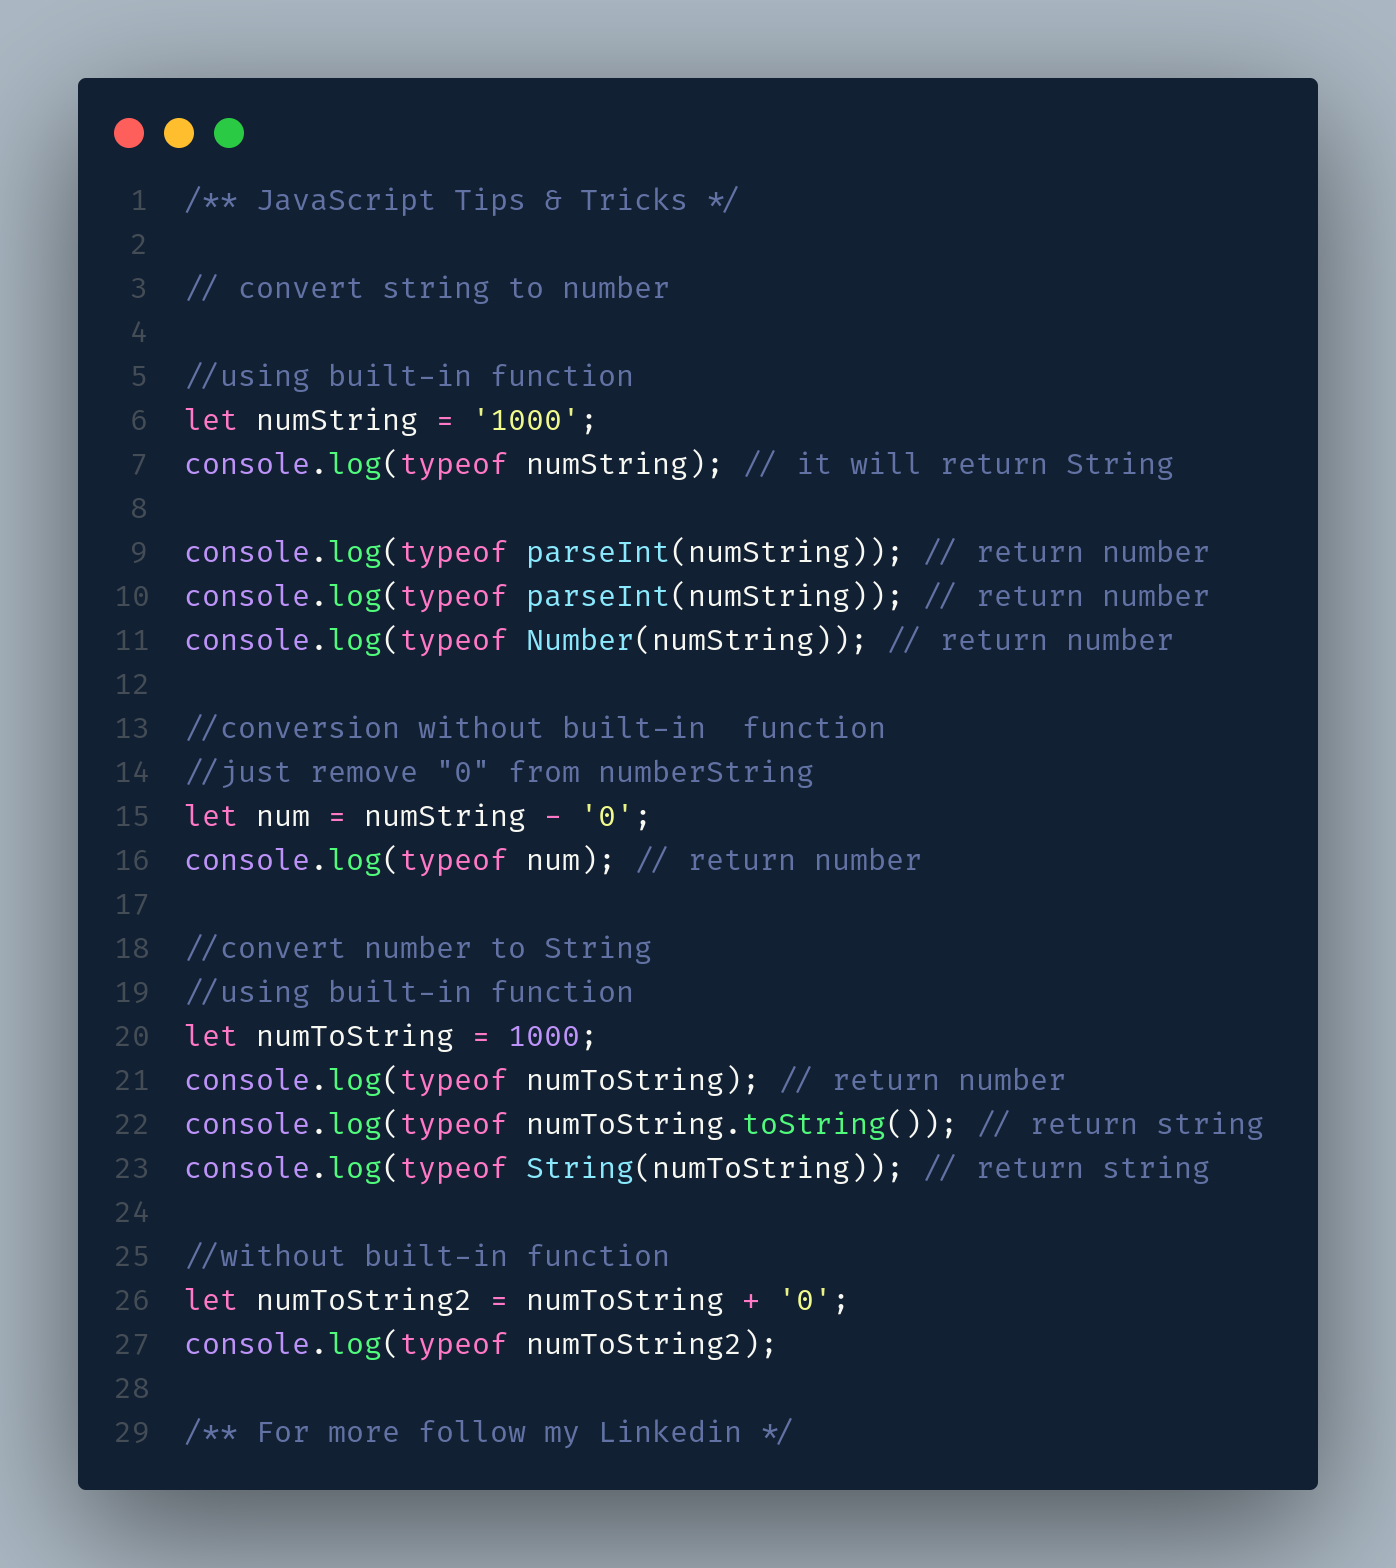 1 /** JavaScript Tips & Tricks */
2
3 // convert string to number
4
5 //using built-in function
6 let numString = '1000';
7 console.log(typeof numString); // it will return String
8
9 console.log(typeof parseInt(numString)); // return number
10 console.log(typeof parseInt(numString)); // return number
11 console.log(typeof Number(numString)); // return number
12
13 //conversion without built-in  function
14 //just remove "0" from numberString
15 let num = numString - '0';
16 console.log(typeof num); // return number
17
18 //convert number to String
19 //using built-in function
20 let numToString = 1000;
21 console.log(typeof numToString); // return number
22 console.log(typeof numToString.toString()); // return string
23 console.log(typeof String(numToString)); // return string
24
25 //without built-in function
26 let numToString2 = numToString + '0';
27 console.log(typeof numToString2);
28
29 /** For more follow my Linkedin */